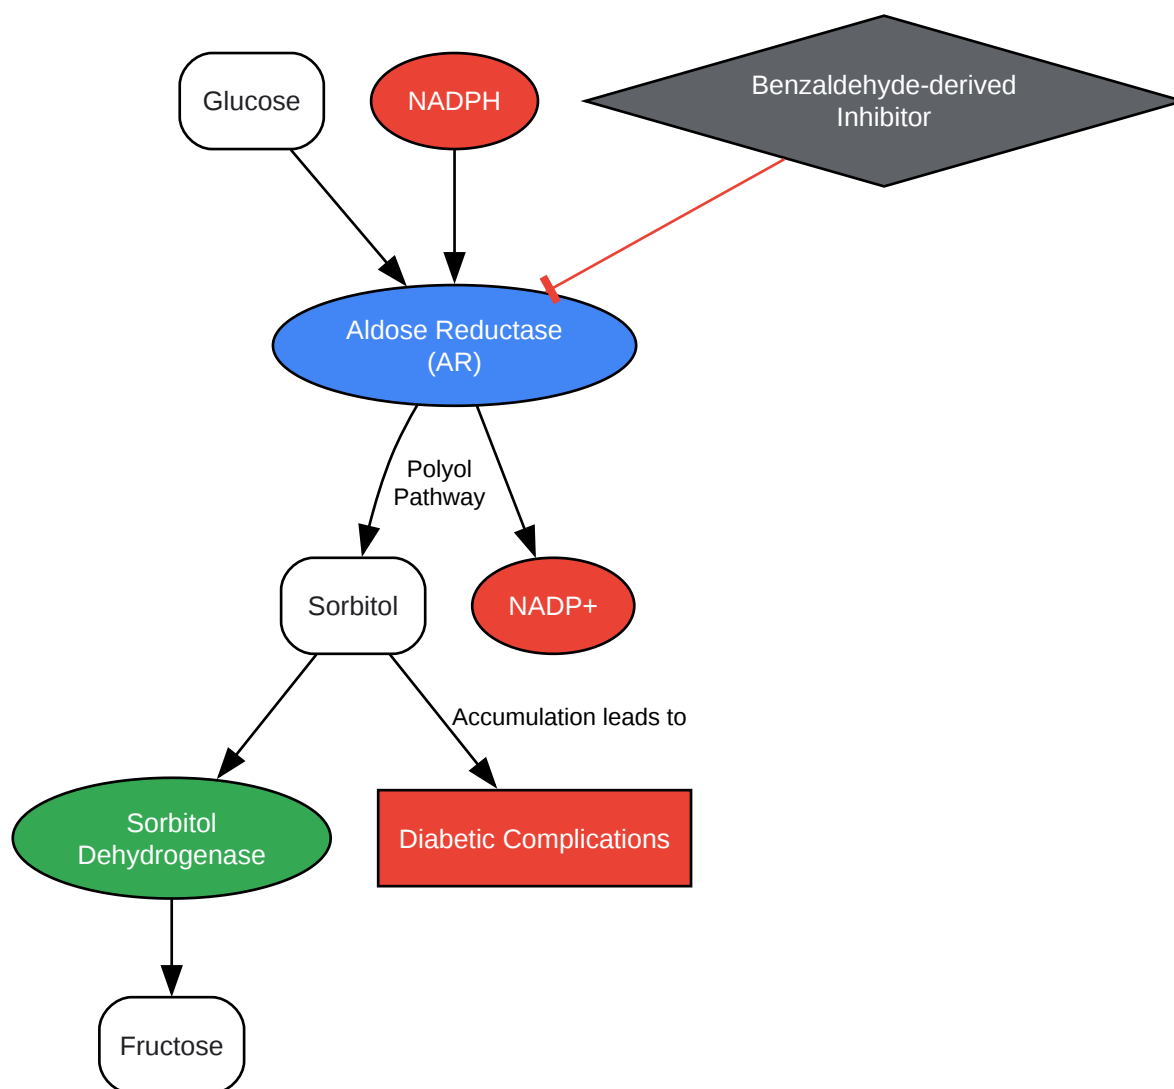 Glucose
NADPH
Benzaldehyde-derived
Inhibitor
Aldose Reductase
(AR)
Polyol
Pathway
Sorbitol
NADP+
Accumulation leads to
Sorbitol
Dehydrogenase
Diabetic Complications
Fructose